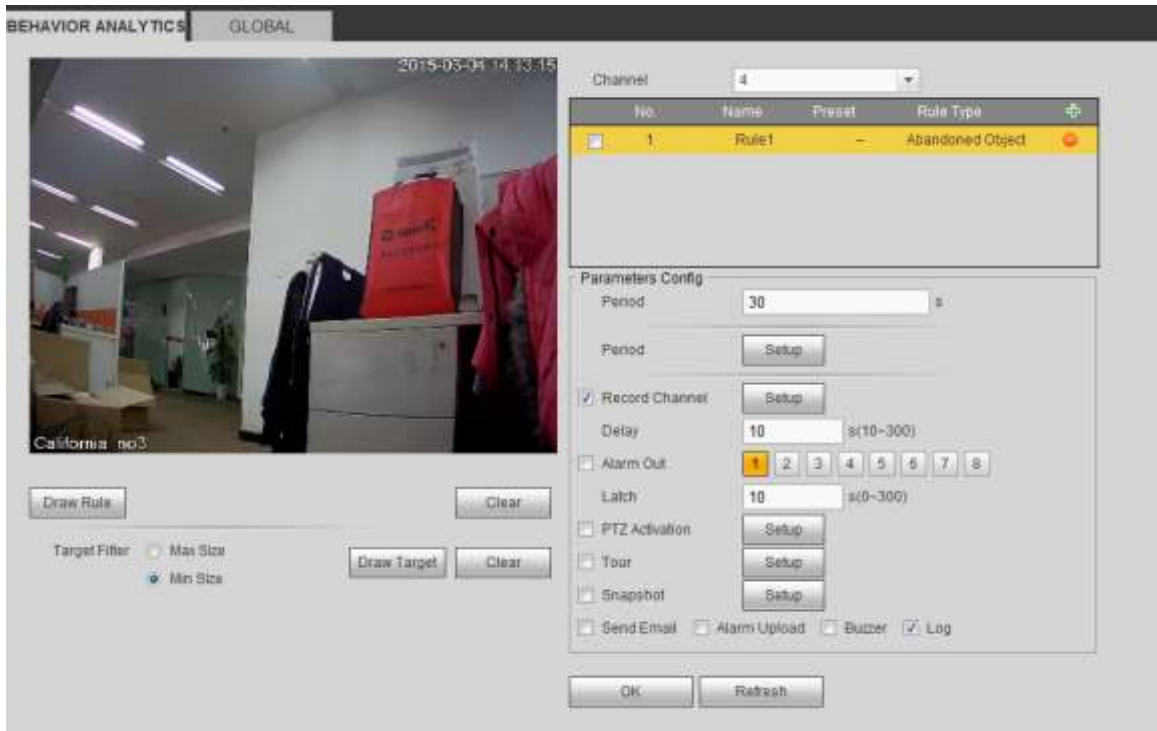 BEHAVIOR ANALYTICS GLOBAL
2015-03-04 14:13:15
California no3
Draw Rule Clear
Target Filter Max Size
Min Size
Draw Target Clear
Channel 4
No. Name Preset Rule Type
1 Rule1 – Abandoned Object
Parameters Config
Period 30 s
Period Setup
Record Channel Setup
Delay 10 s(10~300)
Alarm Out 1 2 3 4 5 6 7 8
Latch 10 s(0~300)
PTZ Activation Setup
Tour Setup
Snapshot Setup
Send Email Alarm Upload Buzzer Log
OK Refresh